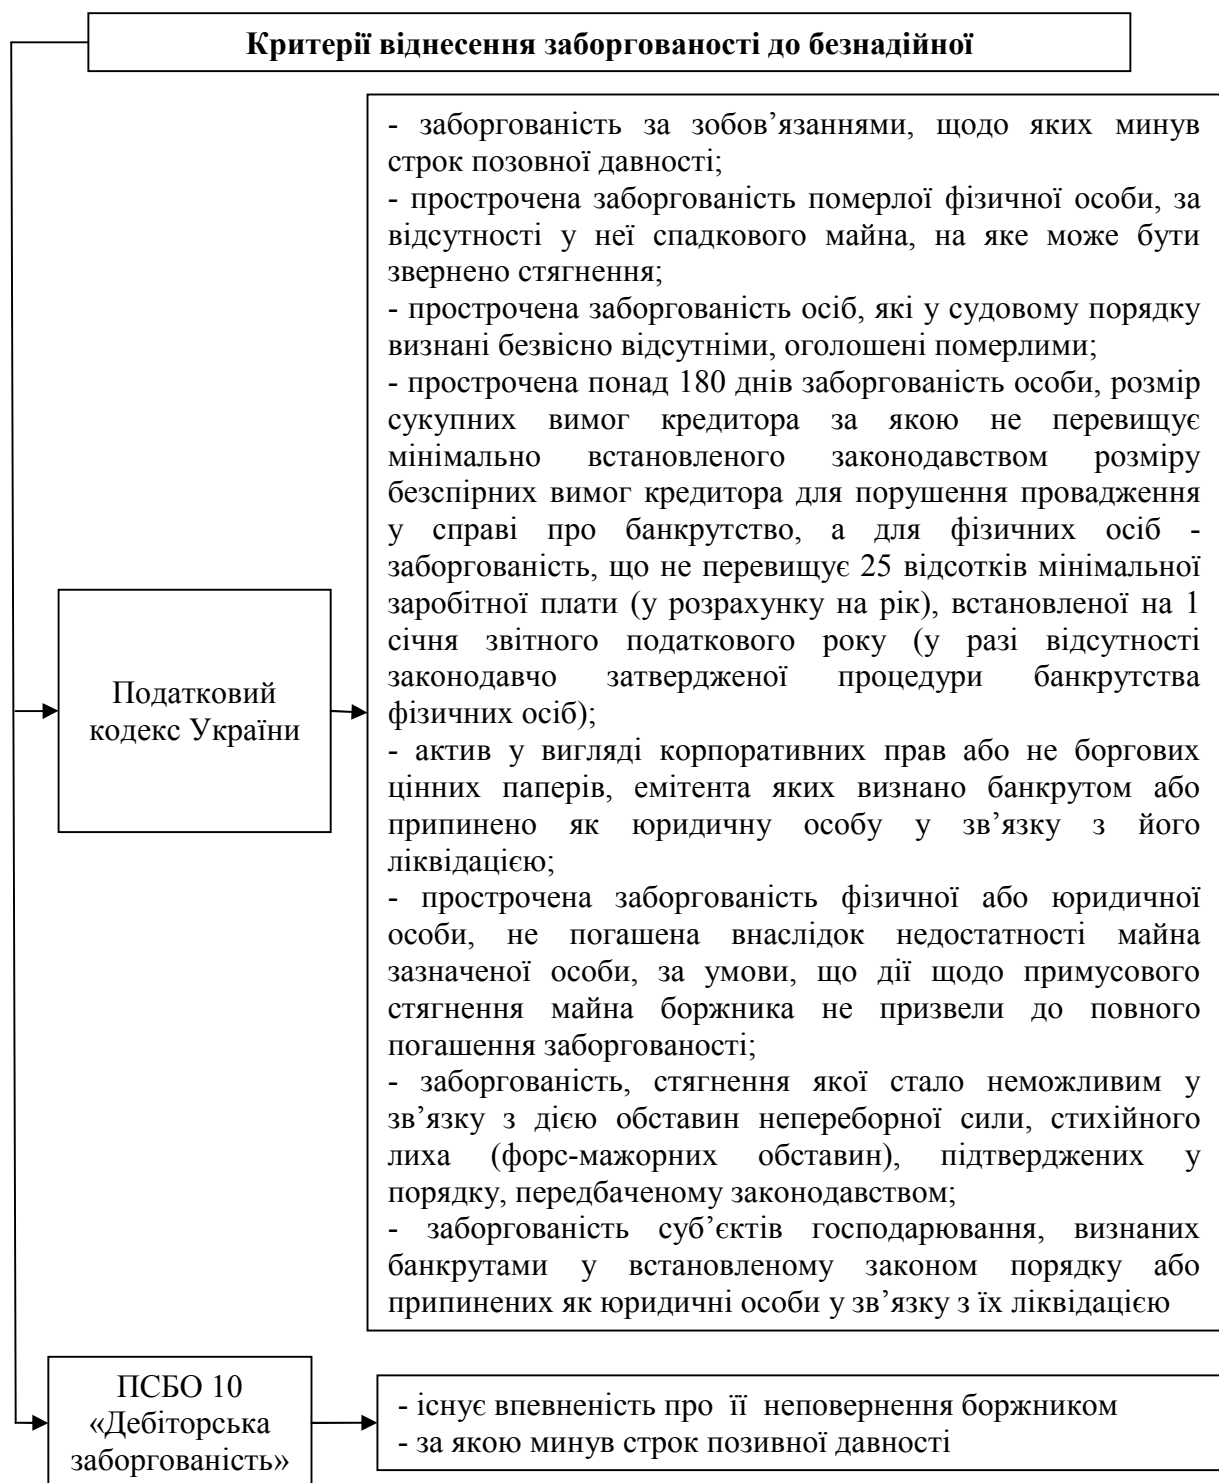 Критерії віднесення заборгованості до безнадійної
- заборгованість за зобов’язаннями, щодо яких минув
строк позовної давності;
- прострочена заборгованість померлої фізичної особи, за
відсутності у неї спадкового майна, на яке може бути
звернено стягнення;
- прострочена заборгованість осіб, які у судовому порядку
визнані безвісно відсутніми, оголошені померлими;
- прострочена понад 180 днів заборгованість особи, розмір
сукупних вимог кредитора за якою не перевищує
мінімально встановленого законодавством розміру
безспірних вимог кредитора для порушення провадження
у справі про банкрутство, а для фізичних осіб -
заборгованість, що не перевищує 25 відсотків мінімальної
заробітної плати (у розрахунку на рік), встановленої на 1
січня звітного податкового року (у разі відсутності
законодавчо затвердженої процедури банкрутства
фізичних осіб);
- актив у вигляді корпоративних прав або не боргових
цінних паперів, емітента яких визнано банкрутом або
припинено як юридичну особу у зв’язку з його
ліквідацією;
- прострочена заборгованість фізичної або юридичної
особи, не погашена внаслідок недостатності майна
зазначеної особи, за умови, що дії щодо примусового
стягнення майна боржника не призвели до повного
погашення заборгованості;
- заборгованість, стягнення якої стало неможливим у
зв’язку з дією обставин непереборної сили, стихійного
лиха (форс-мажорних обставин), підтверджених у
порядку, передбаченому законодавством;
- заборгованість суб’єктів господарювання, визнаних
банкрутами у встановленому законом порядку або
припинених як юридичні особи у зв’язку з їх ліквідацією
Податковий
кодекс України
ПСБО 10
«Дебіторська
заборгованість»
- існує впевненість про її неповернення боржником
- за якою минув строк позивної давності